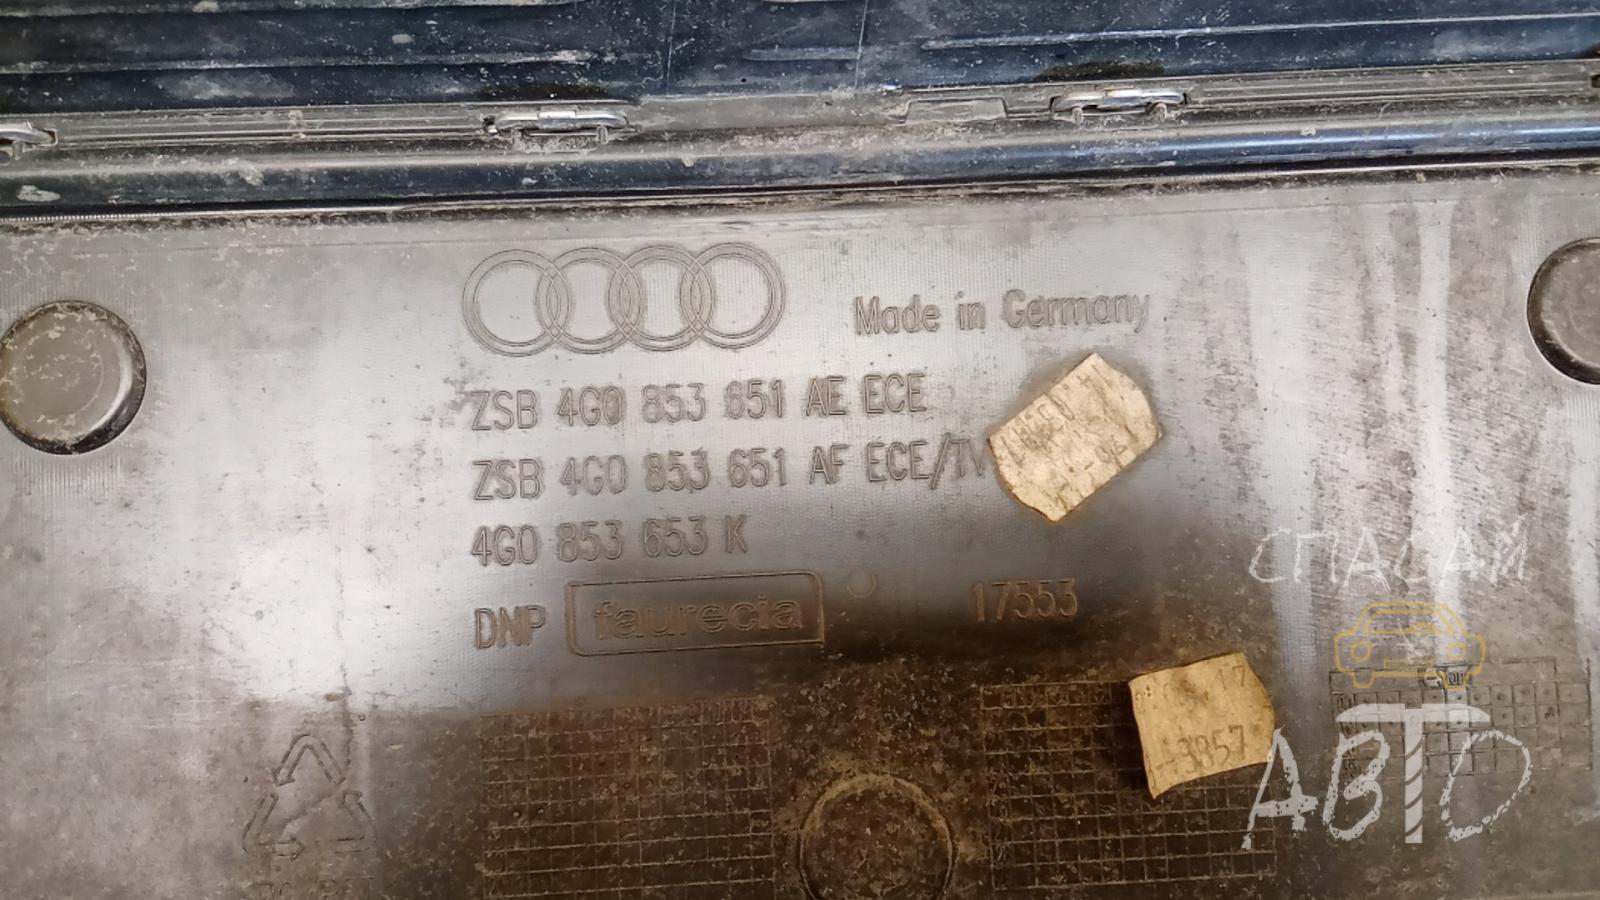 Made in Germany
ZSB 4G0 853 651 AE ECE
ZSB 4G0 853 651 AF ECE/TV
4G0 853 653 K
DNP faurecia 17553
3857
СПАСАЙ
АВТО